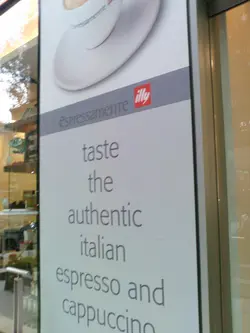 espressamente illy
taste
the
authentic
italian
espresso and
cappuccino